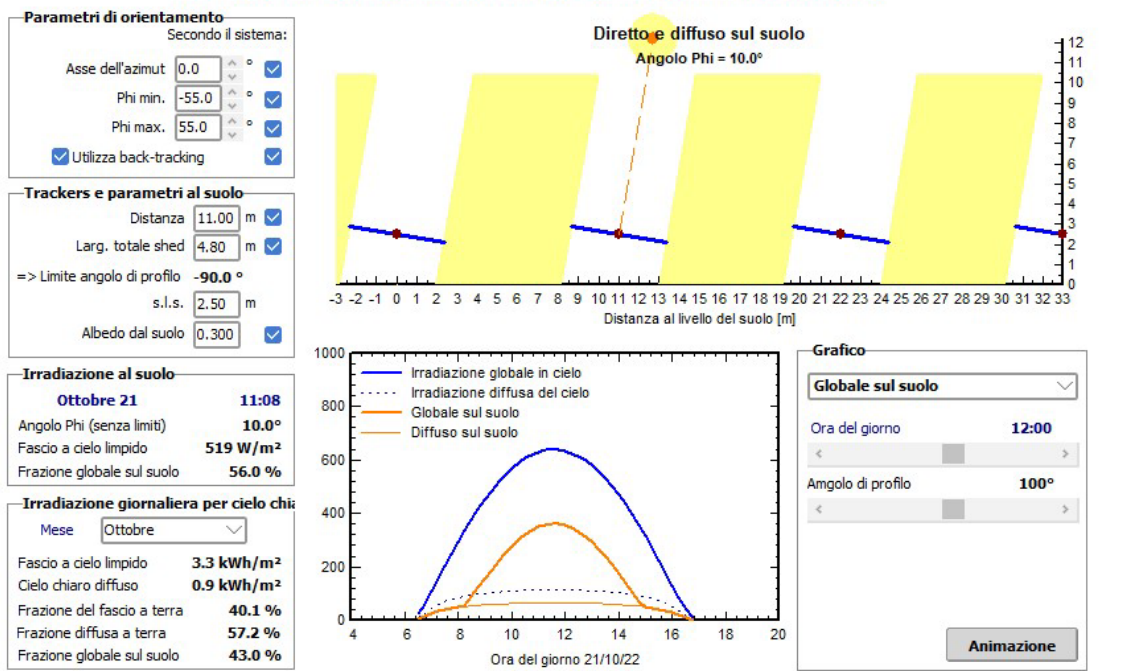 Parametri di orientamento
Secondo il sistema:
Asse dell'azimut 0.0 °
Phi min. -55.0 °
Phi max. 55.0 °
Utilizza back-tracking
Trackers e parametri al suolo
Distanza 11.00 m
Larg. totale shed 4.80 m
=> Limite angolo di profilo -90.0 °
s.l.s. 2.50 m
Albedo dal suolo 0.300
Irradiazione al suolo
Ottobre 21 11:08
Angolo Phi (senza limiti) 10.0°
Fascio a cielo limpido 519 W/m²
Frazione globale sul suolo 56.0 %
Irradiazione giornaliera per cielo chia
Mese Ottobre
Fascio a cielo limpido 3.3 kWh/m²
Cielo chiaro diffuso 0.9 kWh/m²
Frazione del fascio a terra 40.1 %
Frazione diffusa a terra 57.2 %
Frazione globale sul suolo 43.0 %
Diretto e diffuso sul suolo
Angolo Phi = 10.0°
12
11
10
9
8
7
6
5
4
3
2
1
0
-3 -2 -1 0 1 2 3 4 5 6 7 8 9 10 11 12 13 14 15 16 17 18 19 20 21 22 23 24 25 26 27 28 29 30 31 32 33
Distanza al livello del suolo [m]
1000
800
600
400
200
0
Irradiazione globale in cielo
Irradiazione diffusa del cielo
Globale sul suolo
Diffuso sul suolo
4 6 8 10 12 14 16 18 20
Ora del giorno 21/10/22
Grafico
Globale sul suolo
Ora del giorno 12:00
Amgolo di profilo 100°
Animazione